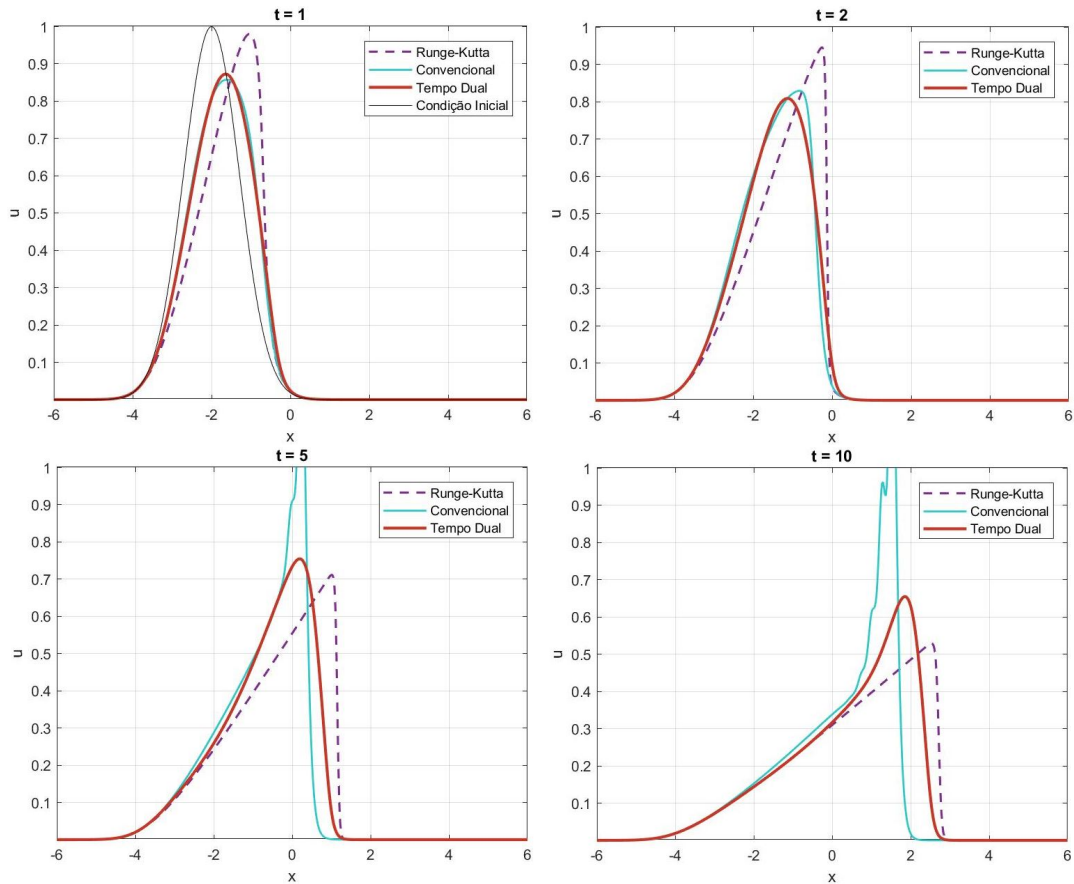 t = 1
1
0.9
0.8
0.7
0.6
0.5
0.4
0.3
0.2
0.1
u
Runge-Kutta
Convencional
Tempo Dual
Condição Inicial
-6 -4 -2 0 2 4 6
x
t = 2
1
0.9
0.8
0.7
0.6
0.5
0.4
0.3
0.2
0.1
u
Runge-Kutta
Convencional
Tempo Dual
-6 -4 -2 0 2 4 6
x
t = 5
1
0.9
0.8
0.7
0.6
0.5
0.4
0.3
0.2
0.1
u
Runge-Kutta
Convencional
Tempo Dual
-6 -4 -2 0 2 4 6
x
t = 10
1
0.9
0.8
0.7
0.6
0.5
0.4
0.3
0.2
0.1
u
Runge-Kutta
Convencional
Tempo Dual
-6 -4 -2 0 2 4 6
x